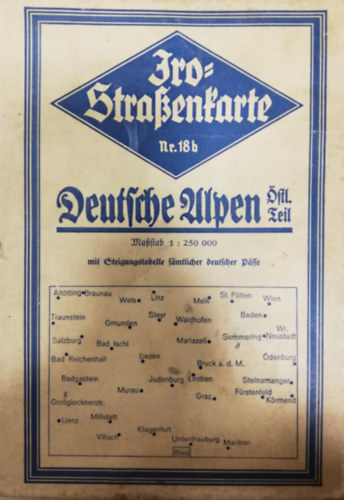 Iro=
Straßenkarte
Nr. 18b
Deutsche Alpen Östl. Teil
Maßstab 1 : 250 000
mit Steigungstabelle sämtlicher deutscher Pässe
Altötting Braunau Wels Linz Melk St. Pölten Wien
Traunstein Gmunden Steyr Waidhofen Baden
Salzburg Bad Ischl Mariazell Semmering Wr. Neustadt
Bad Reichenhall Liezen Bruck a. d. M. Ödenburg
Badgastein Judenburg Leoben Steinamanger
Großglocknerstr. Murau Graz Fürstenfeld Körmend
Lienz Millstatt
Villach Klagenfurt Unterdrauburg Maribor